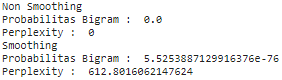 Non Smoothing
Probabilitas Bigram :  0.0
Perplexity :  0
Smoothing
Probabilitas Bigram :  5.5253887129916376e-76
Perplexity :  612.8016062147624